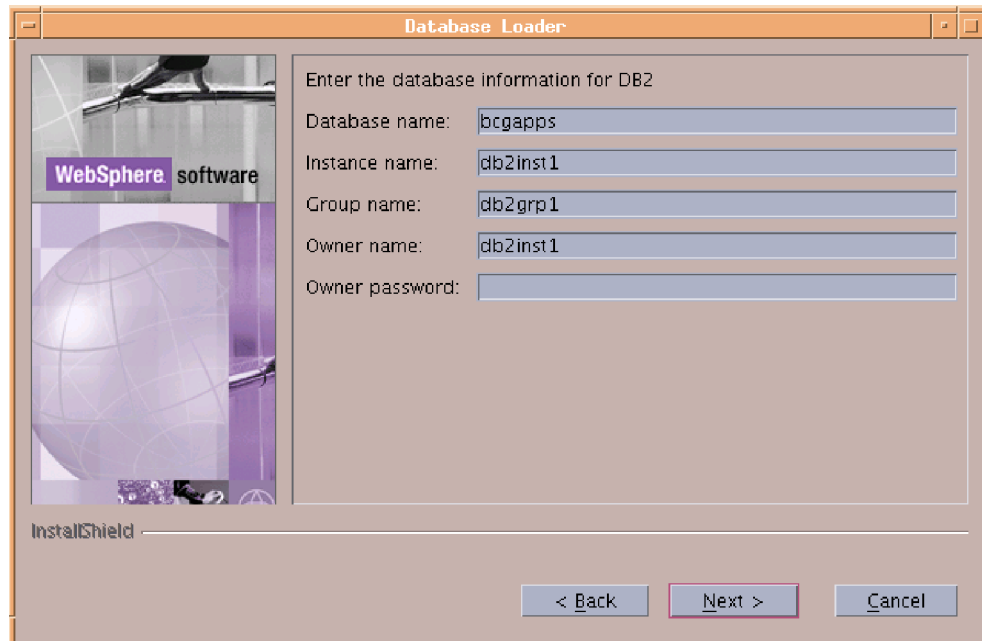 Database Loader
WebSphere. software
Enter the database information for DB2
Database name: bcgapps
Instance name: db2inst1
Group name: db2grp1
Owner name: db2inst1
Owner password:
InstallShield
< Back Next > Cancel